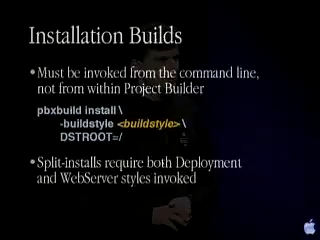 Installation Builds
•Must be invoked from the command line,
not from within Project Builder
pbxbuild install \
-buildstyle <buildstyle> \
DSTROOT=/
•Split-installs require both Deployment
and WebServer styles invoked